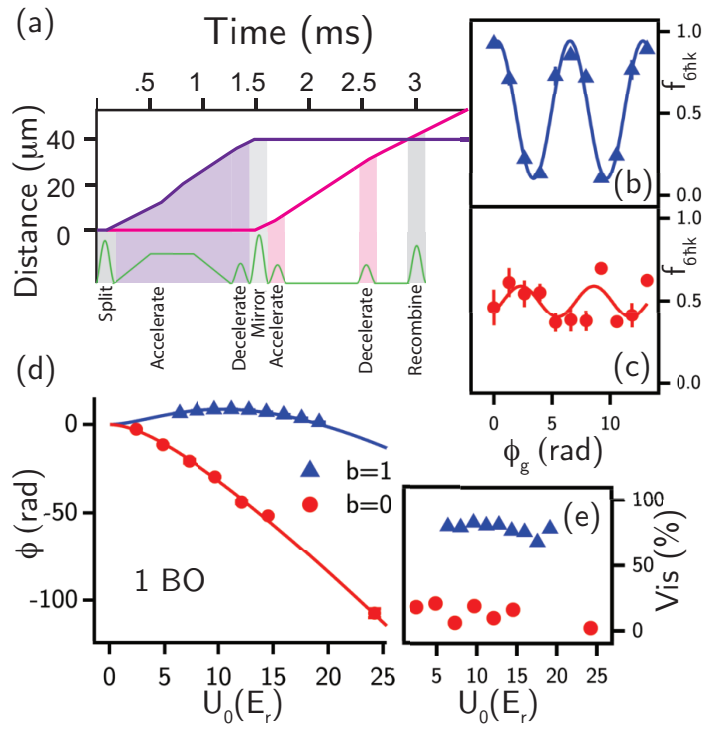 (a)
Time (ms)
.5 1 1.5 2 2.5 3
Distance (μm)
40
20
0
Split
Accelerate
Decelerate
Mirror
Accelerate
Decelerate
Recombine
1.0
0.5
0.0
f6ħk
(b)
1.0
0.5
0.0
f6ħk
(c)
0 5 10
ϕg (rad)
(d)
0
-50
-100
ϕ (rad)
b=1
b=0
1 BO
0 5 10 15 20 25
U0(Er)
(e)
100
50
0
Vis (%)
5 10 15 20 25
U0(Er)